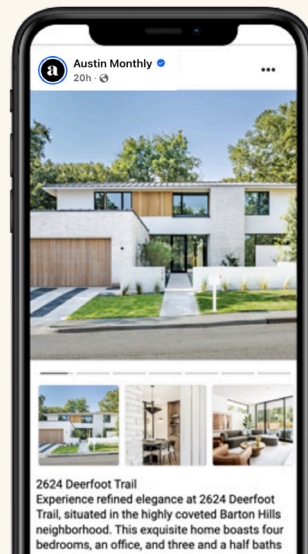 a
Austin Monthly
20h ·
2624 Deerfoot Trail
Experience refined elegance at 2624 Deerfoot
Trail, situated in the highly coveted Barton Hills
neighborhood. This exquisite home boasts four
bedrooms, an office, and three and a half baths